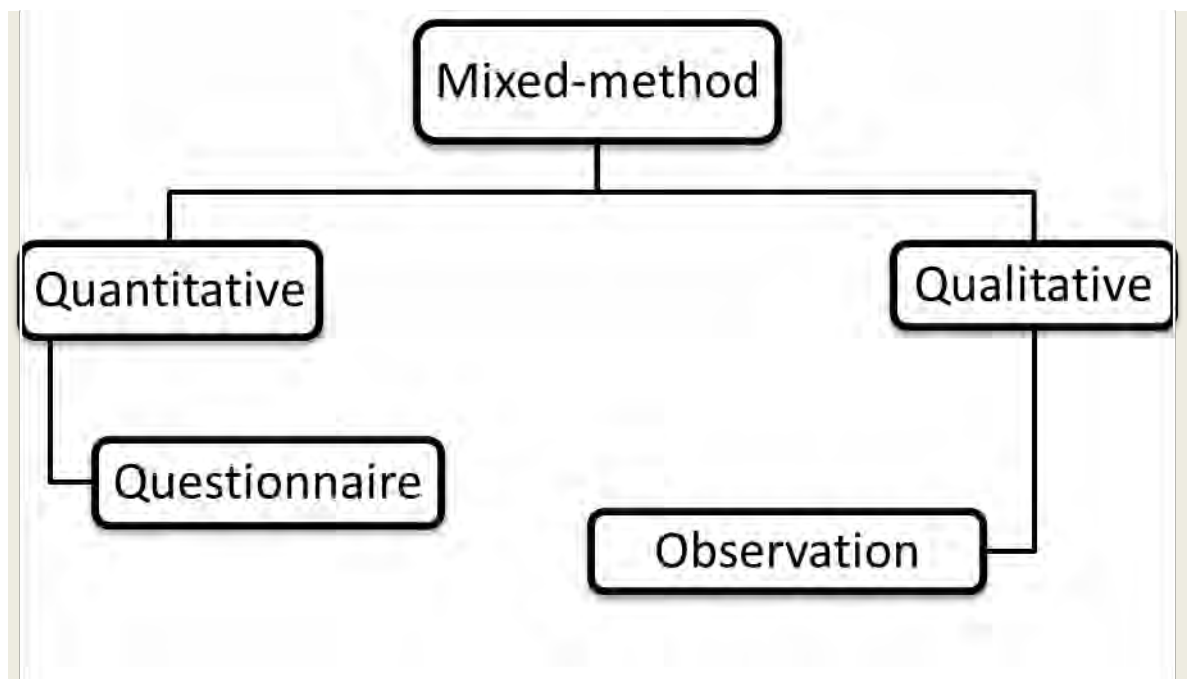 Mixed-method
Quantitative
Qualitative
Questionnaire
Observation